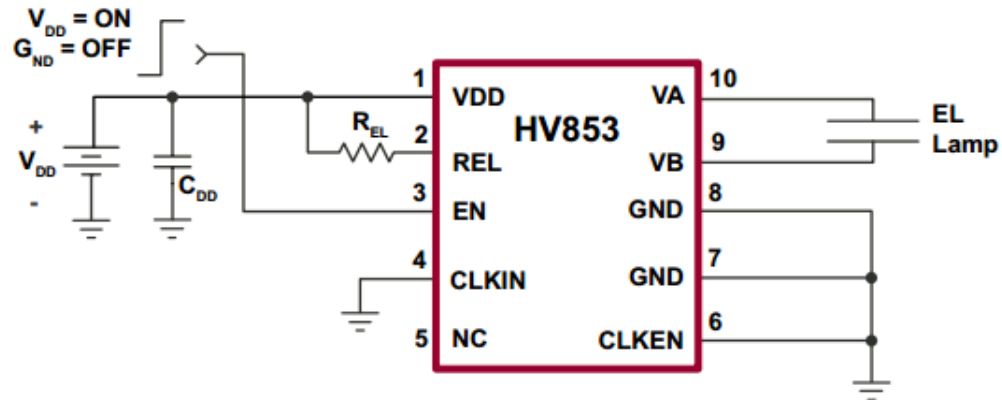 VDD = ON
GND = OFF
+
VDD
-
CDD
REL
HV853
1
VDD
2
REL
3
EN
4
CLKIN
5
NC
10
VA
9
VB
8
GND
7
GND
6
CLKEN
EL
Lamp